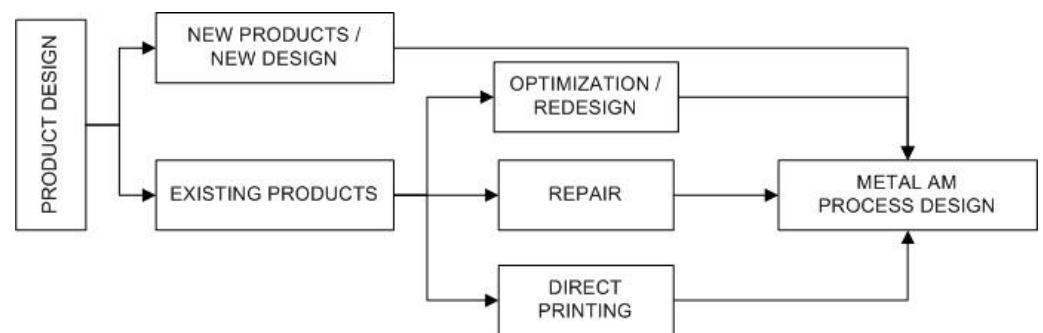 PRODUCT DESIGN
NEW PRODUCTS /
NEW DESIGN
EXISTING PRODUCTS
OPTIMIZATION /
REDESIGN
REPAIR
DIRECT
PRINTING
METAL AM
PROCESS DESIGN